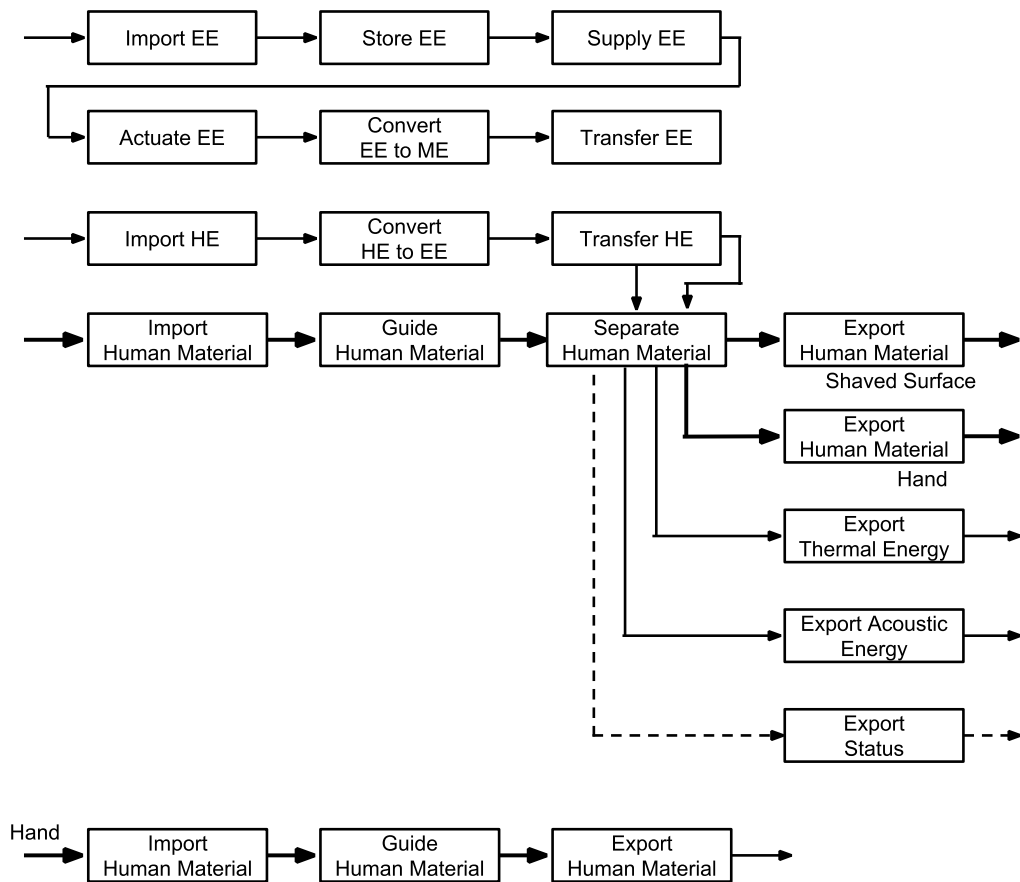 Import EE
Store EE
Supply EE
Actuate EE
Convert
EE to ME
Transfer EE
Import HE
Convert
HE to EE
Transfer HE
Import
Human Material
Guide
Human Material
Separate
Human Material
Export
Human Material
Shaved Surface
Export
Human Material
Hand
Export
Thermal Energy
Export Acoustic
Energy
Export
Status
Hand
Import
Human Material
Guide
Human Material
Export
Human Material